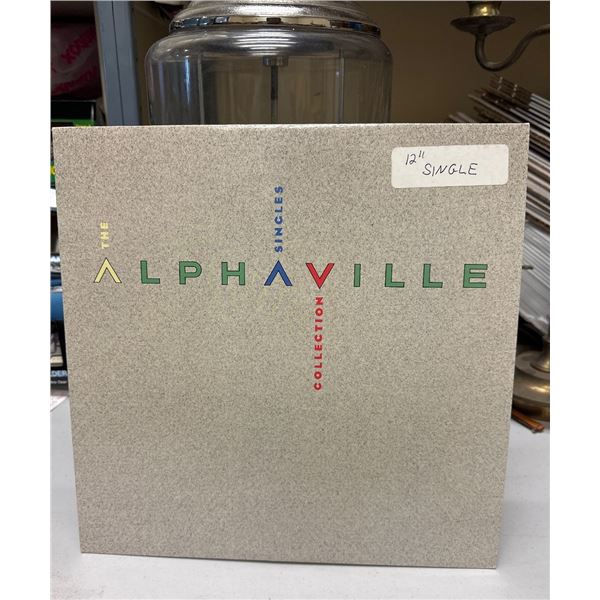 12" SINGLE
THE
SINGLES
ALPHAVILLE
COLLECTION